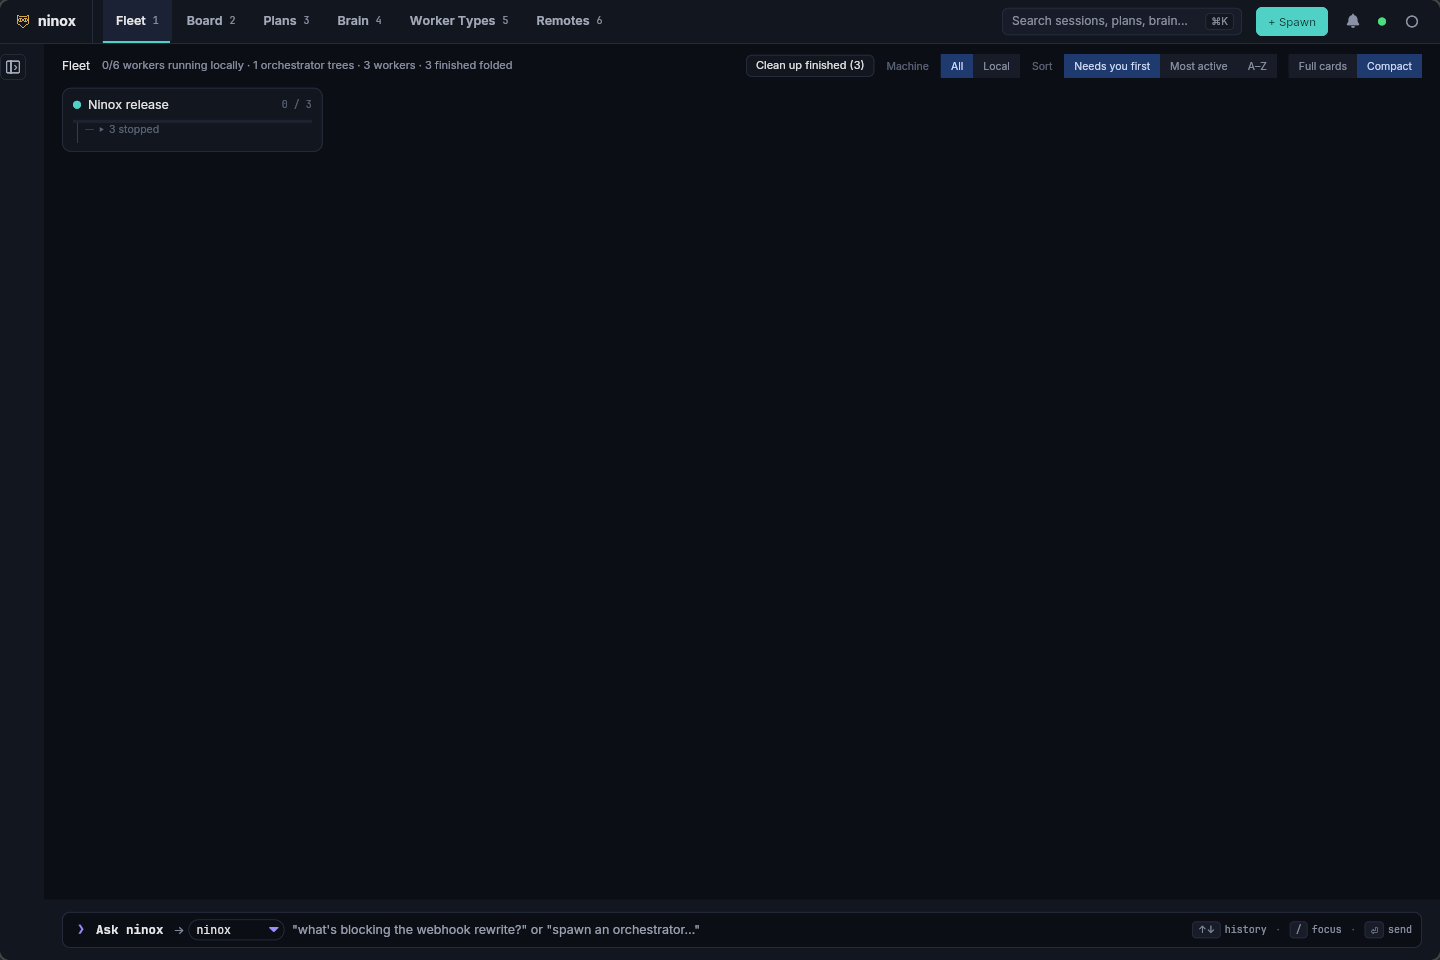 ninox Fleet 1 Board 2 Plans 3 Brain 4 Worker Types 5 Remotes 6 Search sessions, plans, brain... ⌘K + Spawn
Fleet 0/6 workers running locally · 1 orchestrator trees · 3 workers · 3 finished folded Clean up finished (3) Machine All Local Sort Needs you first Most active A–Z Full cards Compact
Ninox release 0 / 3
— ▸ 3 stopped
❯ Ask ninox → ninox "what's blocking the webhook rewrite?" or "spawn an orchestrator..." ↑↓ history · / focus · ⏎ send